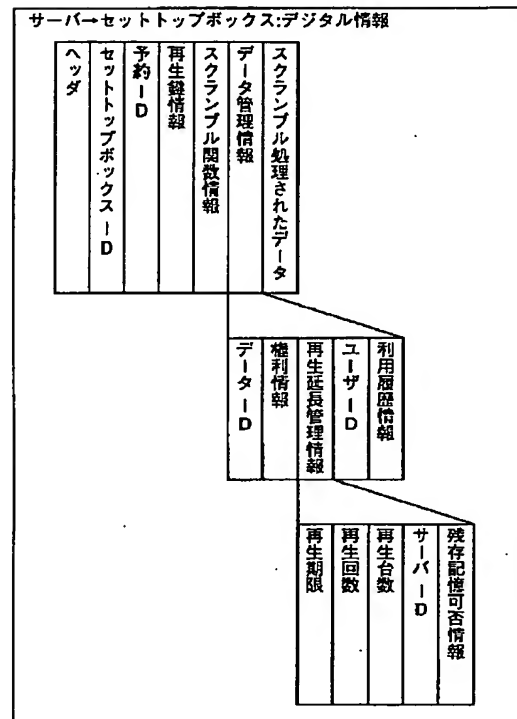 サーバ→セットトップボックス:デジタル情報
ヘッダ
セットトップボックスID
予約ID
再生鍵情報
スクランブル関数情報
データ管理情報
スクランブル処理されたデータ
データID
権利情報
再生延長管理情報
ユーザID
利用履歴情報
再生期限
再生回数
再生台数
サーバID
残存記憶可否情報